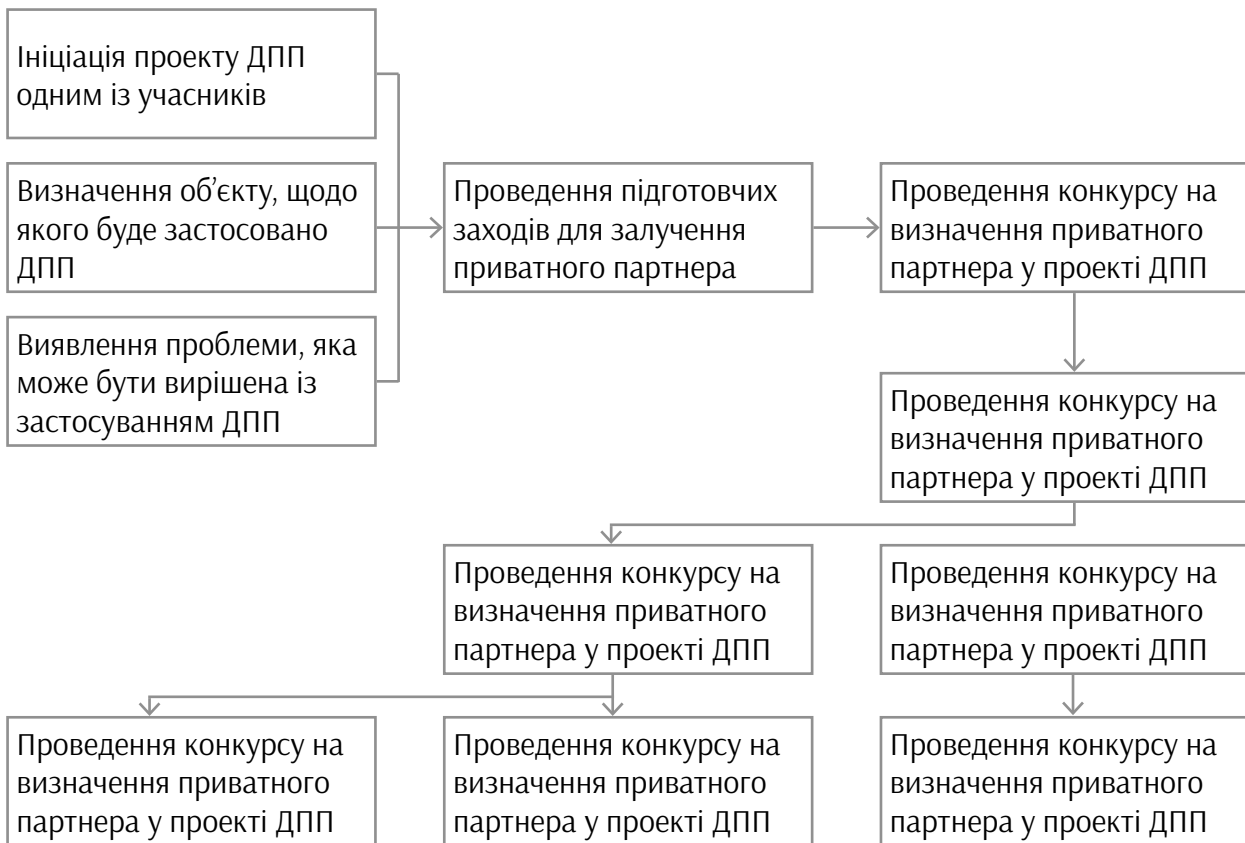 Ініціація проекту ДПП
одним із учасників
Визначення об’єкту, щодо
якого буде застосовано
ДПП
Виявлення проблеми, яка
може бути вирішена із
застосуванням ДПП
Проведення підготовчих
заходів для залучення
приватного партнера
Проведення конкурсу на
визначення приватного
партнера у проекті ДПП
Проведення конкурсу на
визначення приватного
партнера у проекті ДПП
Проведення конкурсу на
визначення приватного
партнера у проекті ДПП
Проведення конкурсу на
визначення приватного
партнера у проекті ДПП
Проведення конкурсу на
визначення приватного
партнера у проекті ДПП
Проведення конкурсу на
визначення приватного
партнера у проекті ДПП
Проведення конкурсу на
визначення приватного
партнера у проекті ДПП